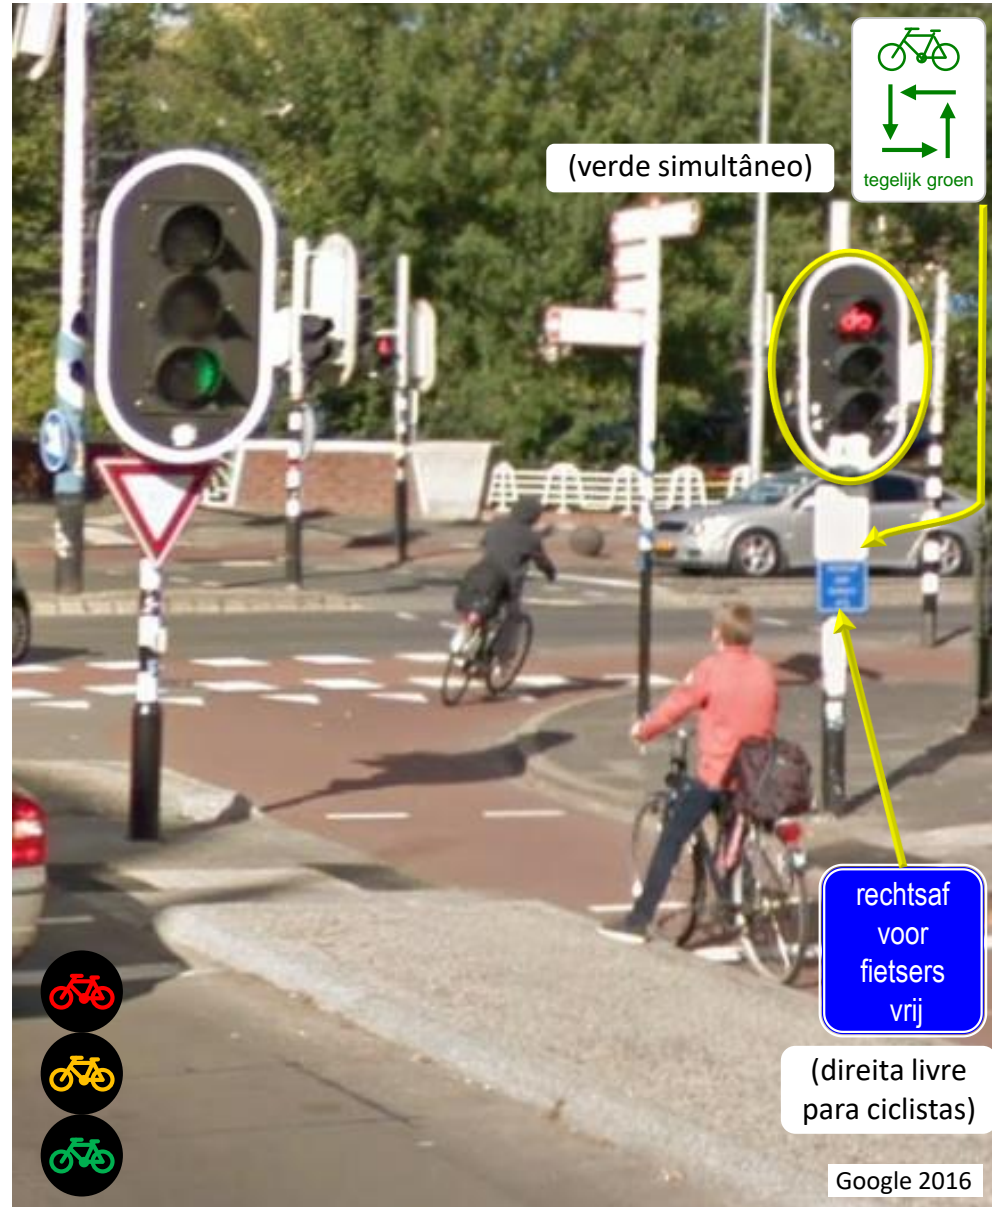 tegelijk groen
(verde simultâneo)
rechtsaf
voor
fietsers
vrij
(direita livre
para ciclistas)
Google 2016